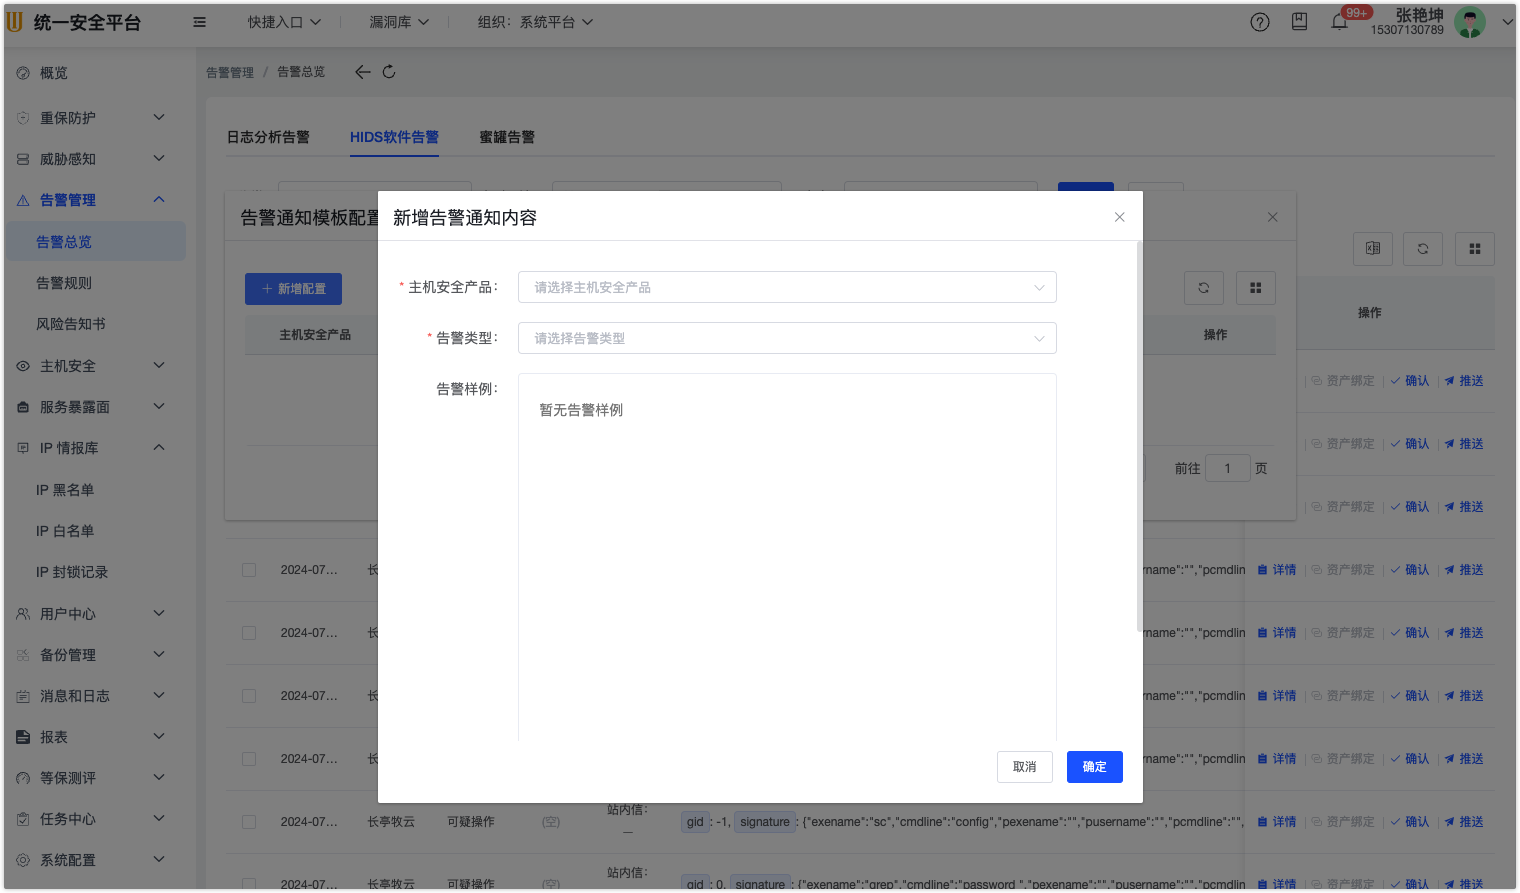 统一安全平台
快捷入口
漏洞库
组织：系统平台
99+
张艳坤
15307130789
概览
重保防护
威胁感知
告警管理
告警总览
告警规则
风险告知书
主机安全
服务暴露面
IP 情报库
IP 黑名单
IP 白名单
IP 封锁记录
用户中心
备份管理
消息和日志
报表
等保测评
任务中心
系统配置
告警管理 / 告警总览
日志分析告警
HIDS软件告警
蜜罐告警
告警通知模板配置
新增配置
主机安全产品
操作
前往 1 页
操作
新增告警通知内容
* 主机安全产品：
请选择主机安全产品
* 告警类型：
请选择告警类型
告警样例：
暂无告警样例
取消
确定
资产绑定 确认 推送
资产绑定 确认 推送
资产绑定 确认 推送
2024-07... 长 rname":"","pcmdlin 详情 资产绑定 确认 推送
2024-07... 长 rname":"","pcmdlin 详情 资产绑定 确认 推送
2024-07... 长 rname":"","pcmdlin 详情 资产绑定 确认 推送
2024-07... 长 rname":"","pcmdlin 详情 资产绑定 确认 推送
站内信：
—
2024-07... 长亭牧云 可疑操作 (空) gid : -1, signature : {"exename":"sc","cmdline":"config","pexename":"","pusername":"","pcmdline":"", 详情 资产绑定 确认 推送
站内信：
2024-07... 长亭牧云 可疑操作 (空) gid : 0, signature : {"exename":"grep","cmdline":"password ","pexename":"","pusername":"","pcmdlin 详情 资产绑定 确认 推送